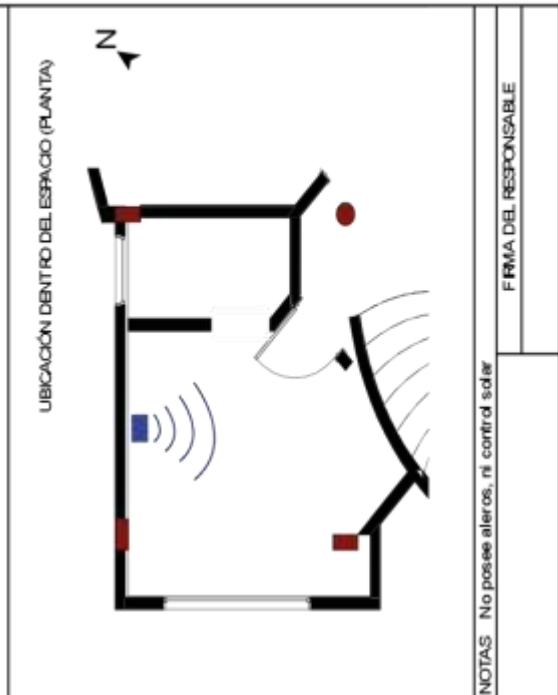 N
UBICACIÓN DENTRO DEL ESPACIO (PLANTA)
NOTAS No posee aleros, ni control solar
FIRMA DEL RESPONSABLE